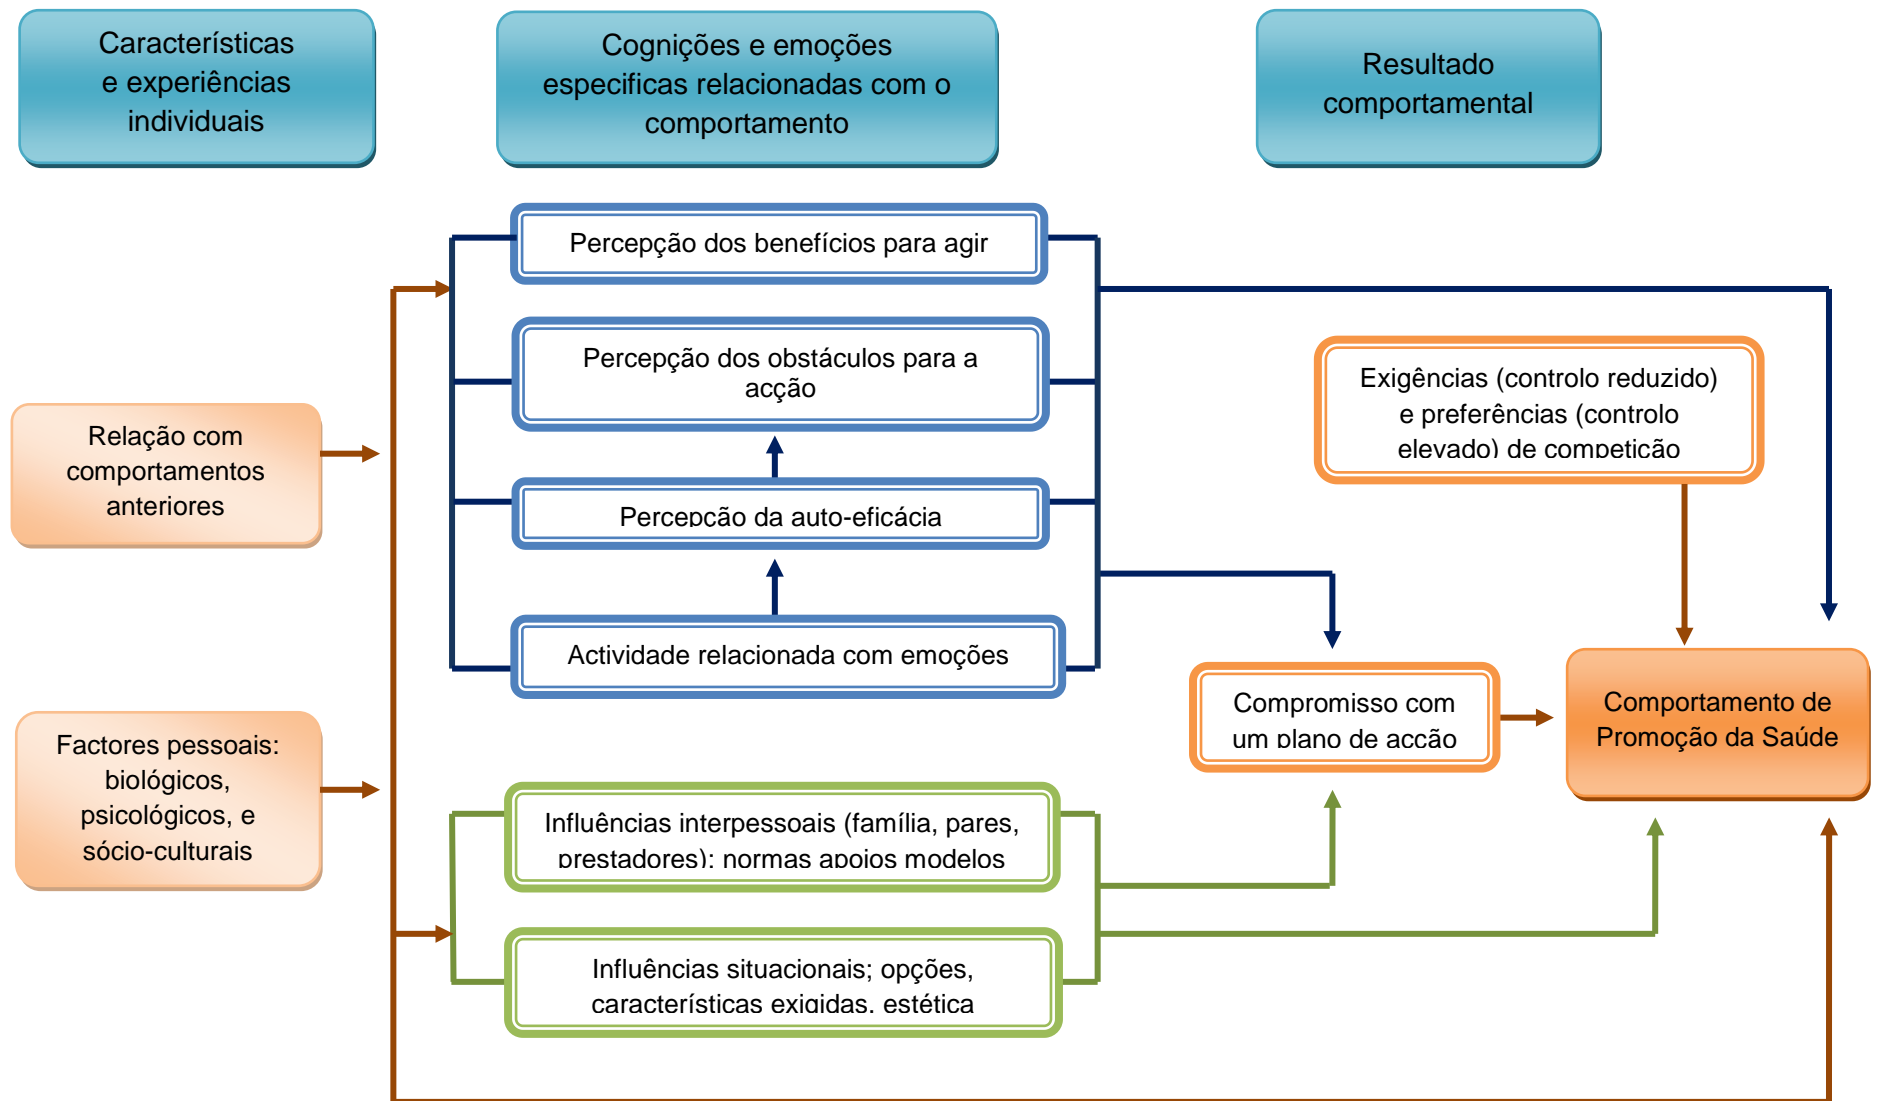 Características
e experiências
individuais
Cognições e emoções
especificas relacionadas com o
comportamento
Resultado
comportamental
Percepção dos benefícios para agir
Percepção dos obstáculos para a
acção
Percepção da auto-eficácia
Actividade relacionada com emoções
Relação com
comportamentos
anteriores
Factores pessoais:
biológicos,
psicológicos, e
sócio-culturais
Influências interpessoais (família, pares,
prestadores): normas apoios modelos
Influências situacionais; opções,
características exigidas, estética
Exigências (controlo reduzido)
e preferências (controlo
elevado) de competição
Compromisso com
um plano de acção
Comportamento de
Promoção da Saúde